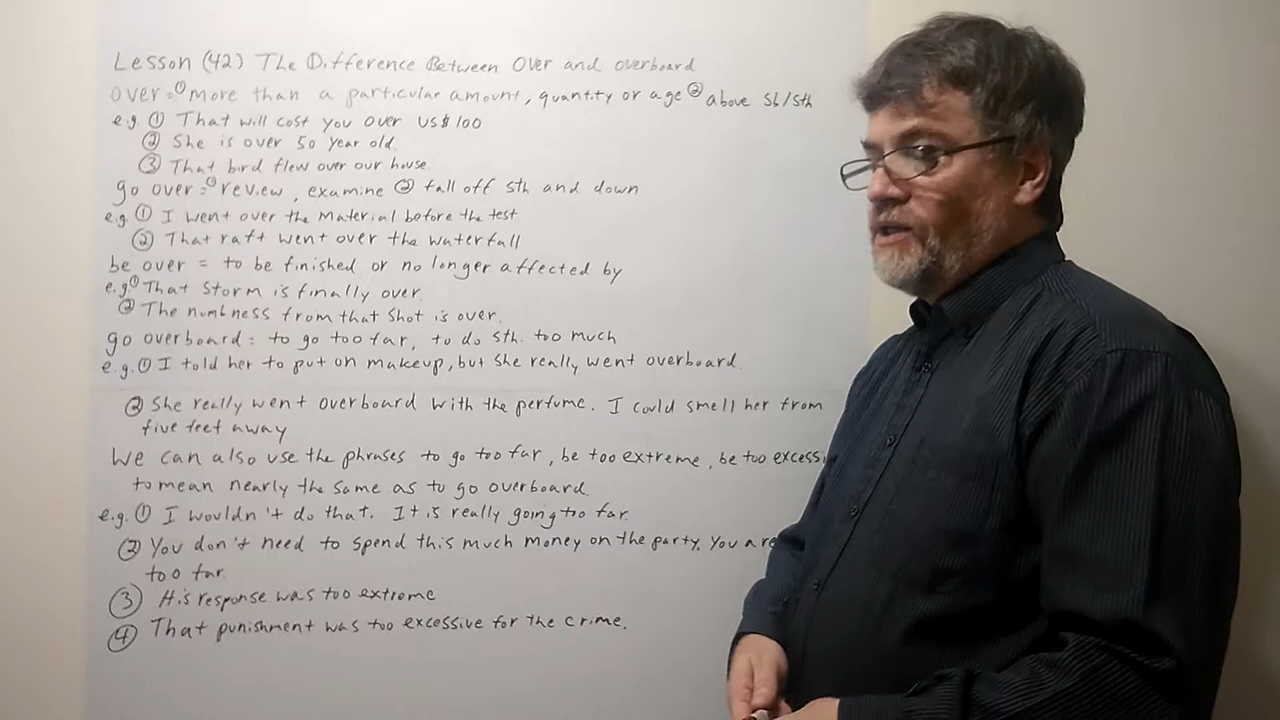 Lesson (42) The Difference Between Over and overboard
over = ① more than a particular amount, quantity or age ② above sb/sth
e.g. ① That will cost you over US$100
② She is over 50 year old.
③ That bird flew over our house.
go over = ① review, examine ② fall off sth and down
e.g. ① I went over the material before the test
② That raft went over the waterfall
be over = to be finished or no longer affected by
e.g. ① That storm is finally over.
② The numbness from that shot is over.
go overboard = to go too far, to do sth. too much
e.g. ① I told her to put on makeup, but she really went overboard.
② She really went overboard with the perfume. I could smell her from
five feet away
We can also use the phrases to go too far, be too extreme, be too excessi
to mean nearly the same as to go overboard.
e.g. ① I wouldn't do that. It is really going too far.
② You don't need to spend this much money on the party. You are
too far.
③ His response was too extreme
④ That punishment was too excessive for the crime.